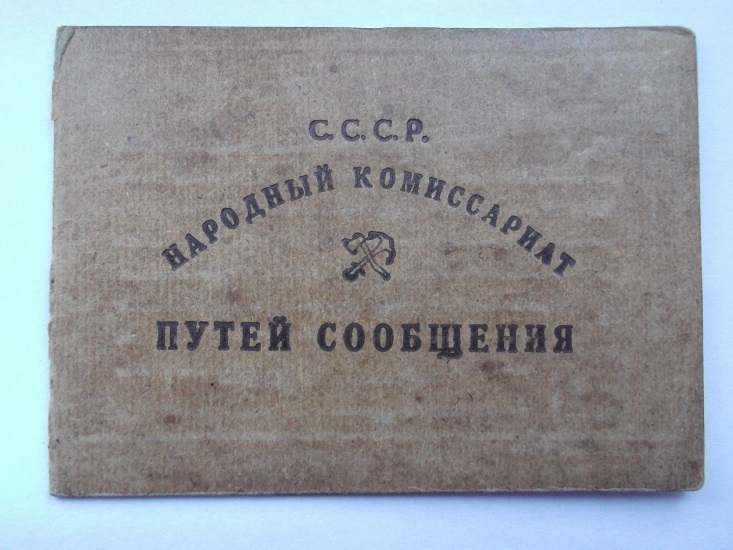 С.С.С.Р.
НАРОДНЫЙ КОМИССАРИАТ
ПУТЕЙ СООБЩЕНИЯ